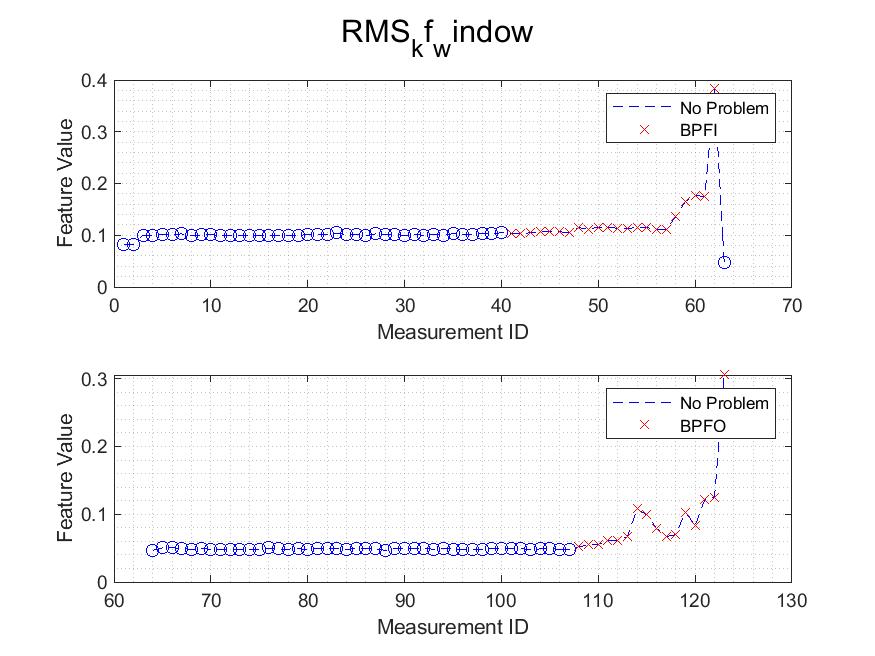 RMSkfwindow
0.4
0.3
0.2
0.1
0
Feature Value
No Problem
BPFI
0 10 20 30 40 50 60 70
Measurement ID
0.3
0.2
0.1
0
Feature Value
No Problem
BPFO
60 70 80 90 100 110 120 130
Measurement ID